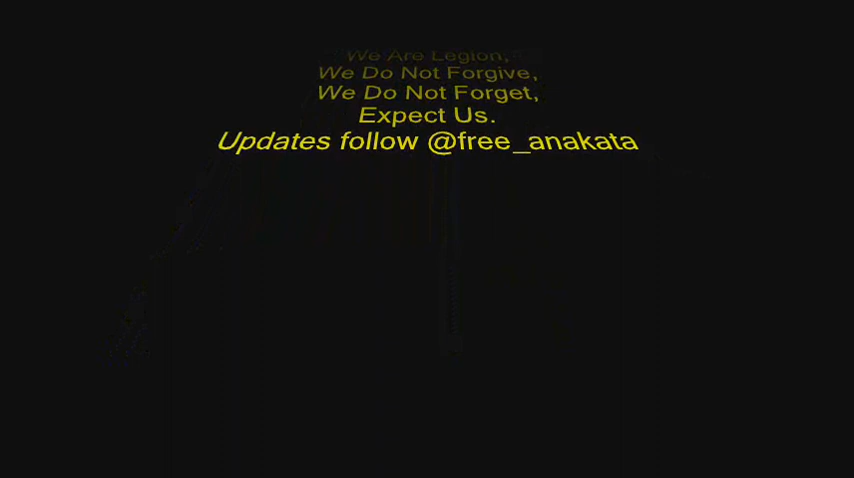 We Are Legion,
We Do Not Forgive,
We Do Not Forget,
Expect Us.
Updates follow @free_anakata